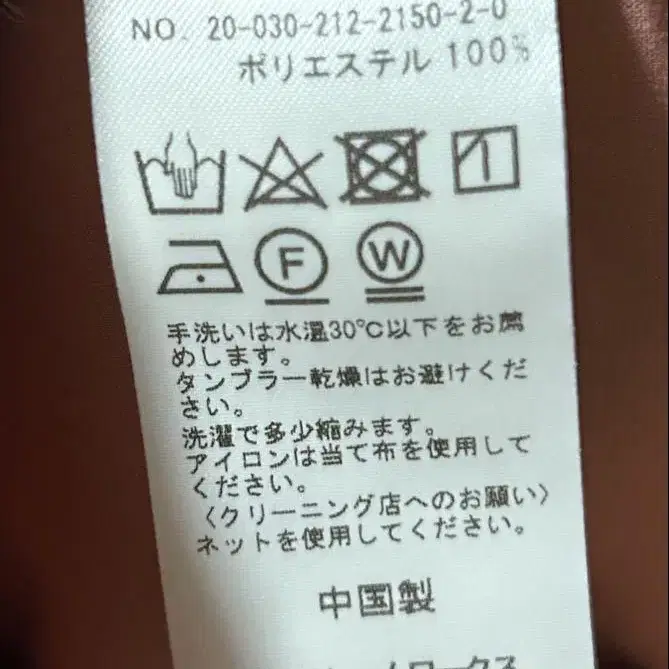 NO. 20-030-212-2150-2-0
ポリエステル 100%
F
W
手洗いは水温30℃以下をお薦
めします。
タンブラー乾燥はお避けくだ
さい。
洗濯で多少縮みます。
アイロンは当て布を使用して
ください。
〈クリーニング店へのお願い〉
ネットを使用してください。
中国製